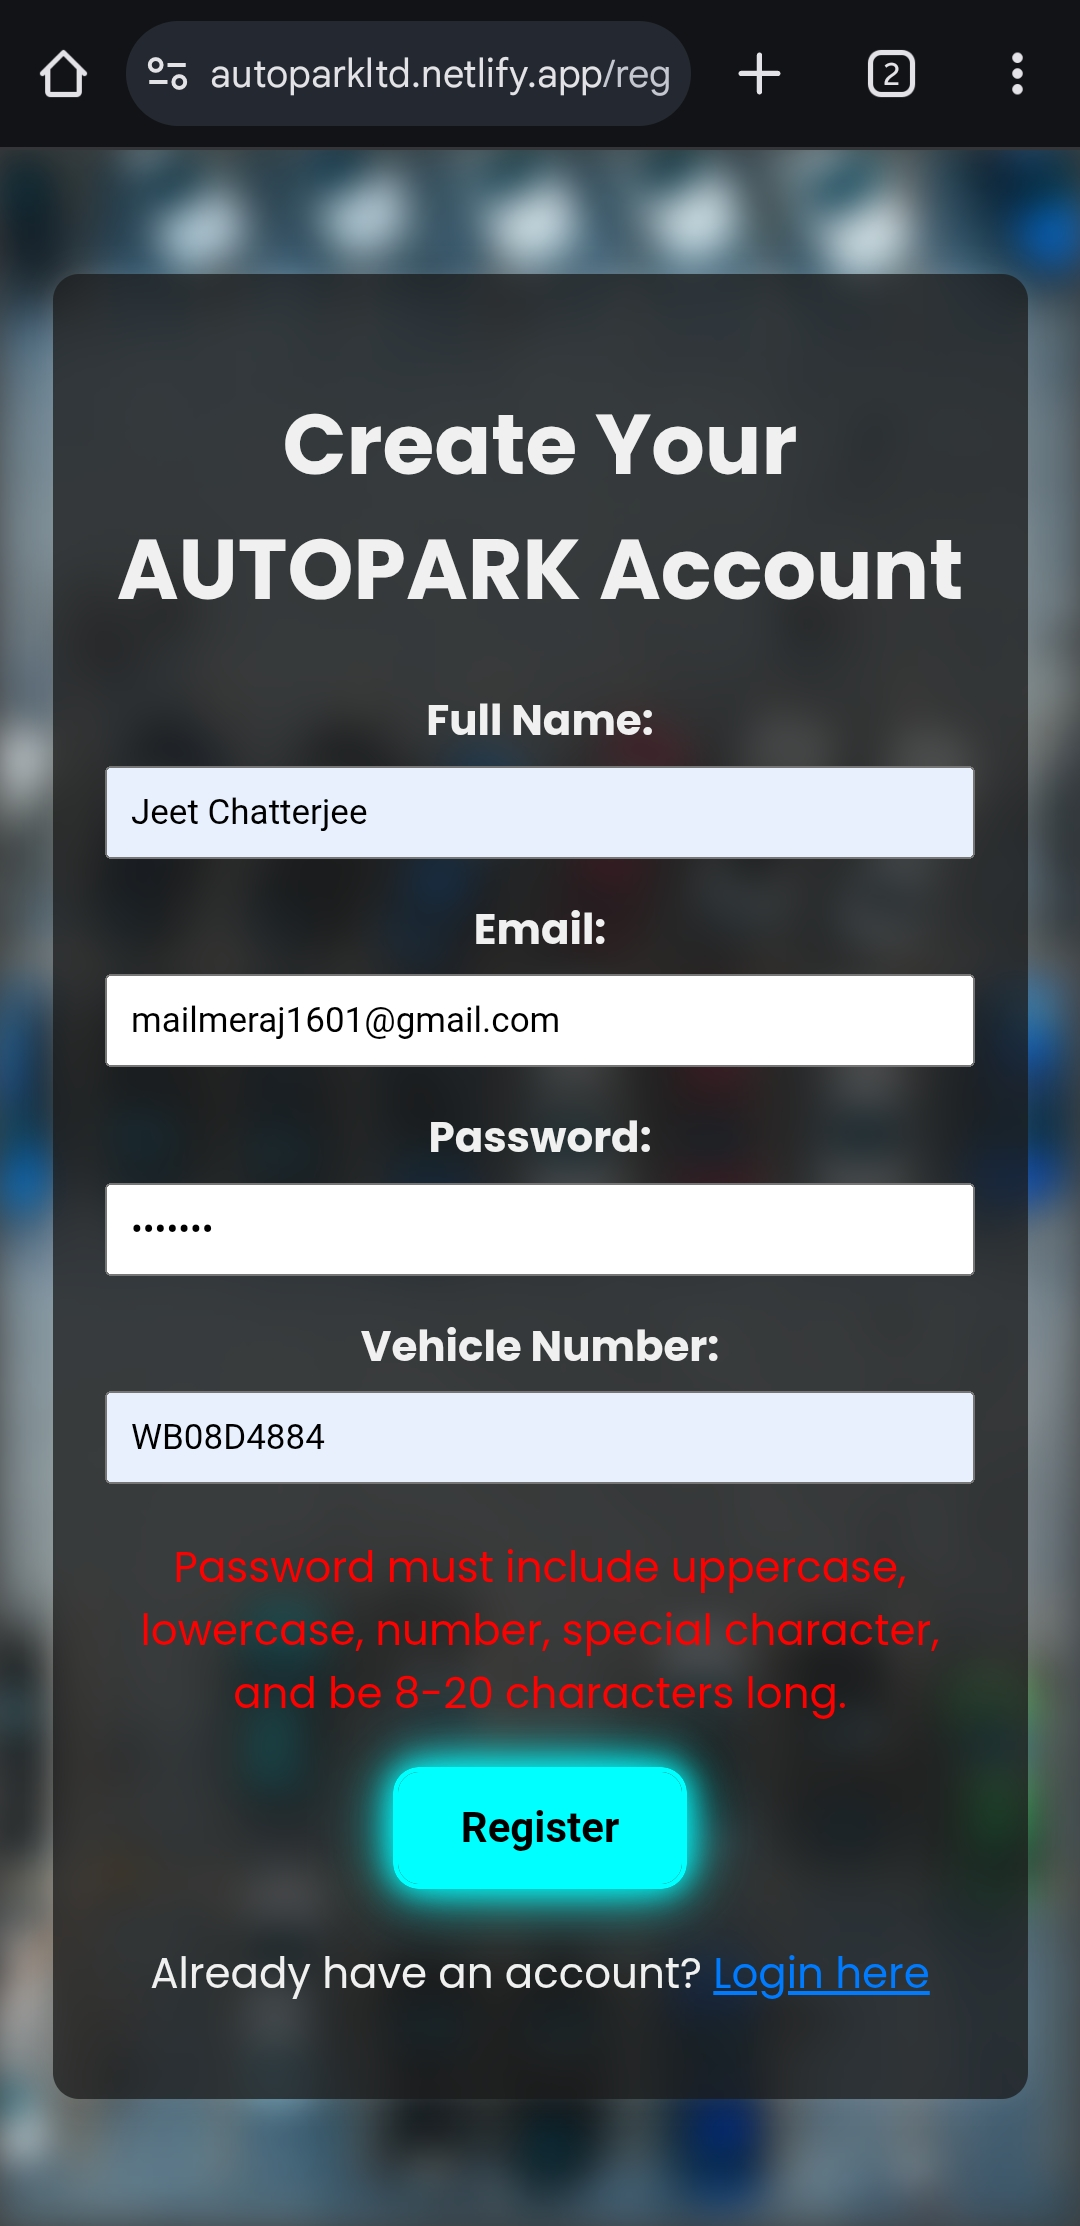 autoparkltd.netlify.app/reg
2
Create Your
AUTOPARK Account
Full Name:
Jeet Chatterjee
Email:
mailmeraj1601@gmail.com
Password:
•••••••
Vehicle Number:
WB08D4884
Password must include uppercase,
lowercase, number, special character,
and be 8-20 characters long.
Register
Already have an account? Login here